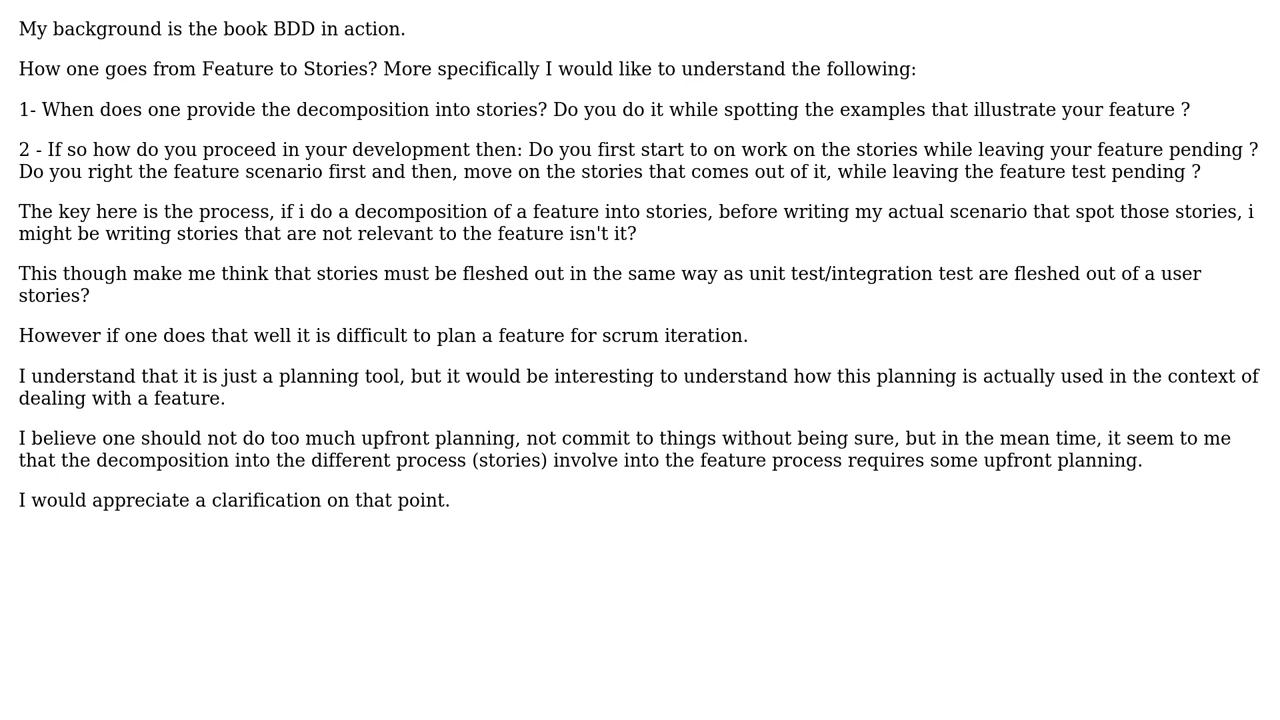 My background is the book BDD in action.
How one goes from Feature to Stories? More specifically I would like to understand the following:
1- When does one provide the decomposition into stories? Do you do it while spotting the examples that illustrate your feature ?
2 - If so how do you proceed in your development then: Do you first start to on work on the stories while leaving your feature pending ?
Do you right the feature scenario first and then, move on the stories that comes out of it, while leaving the feature test pending ?
The key here is the process, if i do a decomposition of a feature into stories, before writing my actual scenario that spot those stories, i
might be writing stories that are not relevant to the feature isn't it?
This though make me think that stories must be fleshed out in the same way as unit test/integration test are fleshed out of a user
stories?
However if one does that well it is difficult to plan a feature for scrum iteration.
I understand that it is just a planning tool, but it would be interesting to understand how this planning is actually used in the context of
dealing with a feature.
I believe one should not do too much upfront planning, not commit to things without being sure, but in the mean time, it seem to me
that the decomposition into the different process (stories) involve into the feature process requires some upfront planning.
I would appreciate a clarification on that point.